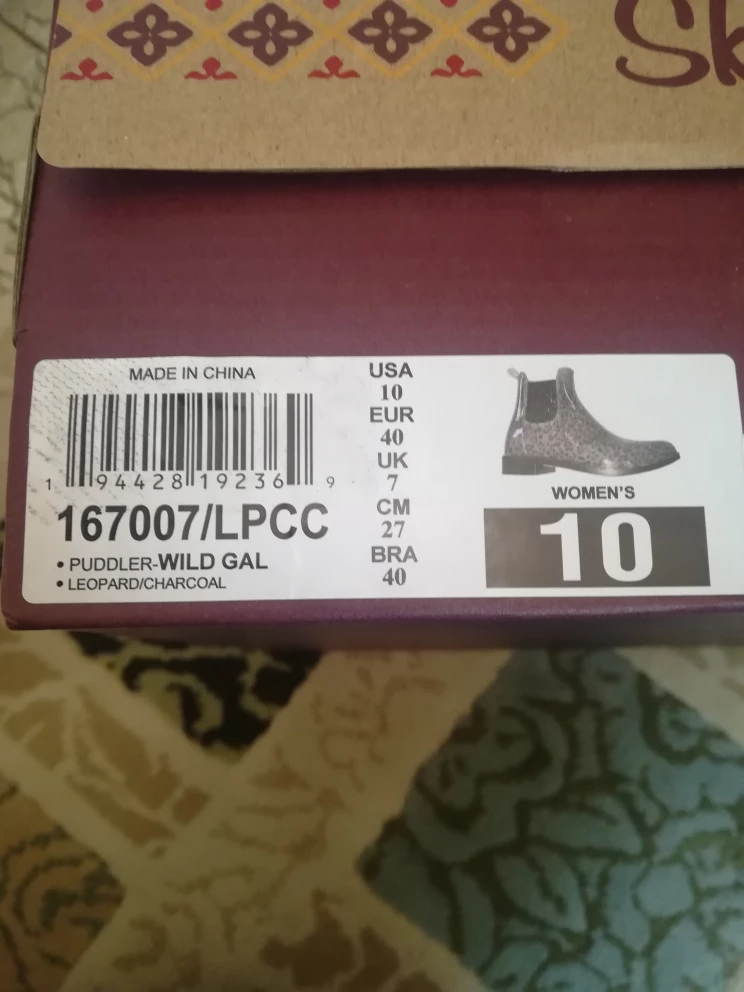 Sk
MADE IN CHINA
1 94428 19236 9
167007/LPCC
• PUDDLER-WILD GAL
• LEOPARD/CHARCOAL
USA
10
EUR
40
UK
7
CM
27
BRA
40
WOMEN'S
10